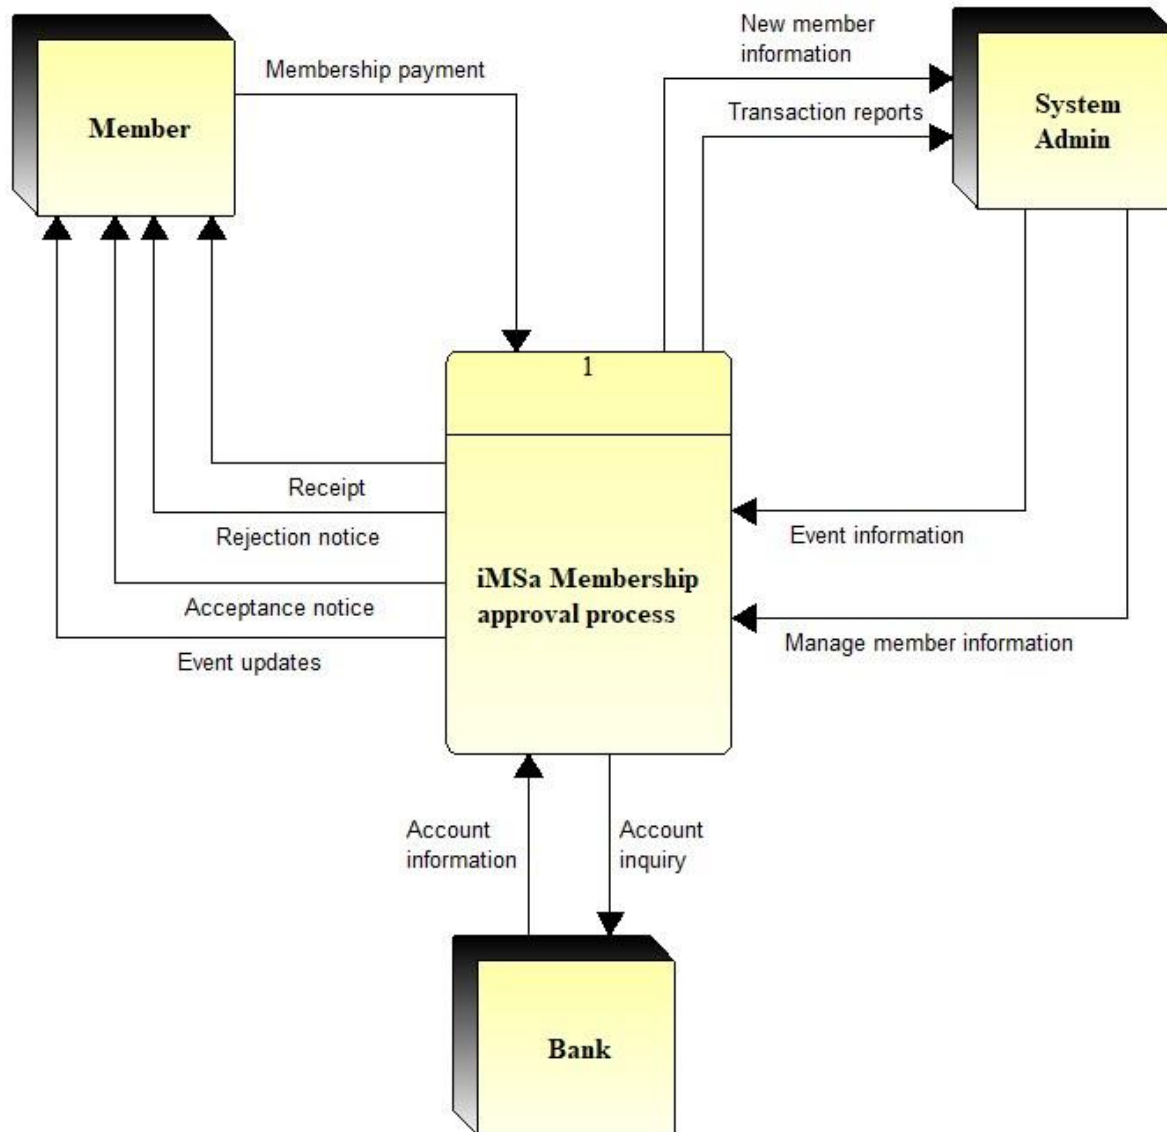 New member
information
Membership payment
Member
System
Admin
Transaction reports
1
Receipt
Rejection notice
Event information
iMSa Membership
approval process
Acceptance notice
Manage member information
Event updates
Account
information
Account
inquiry
Bank